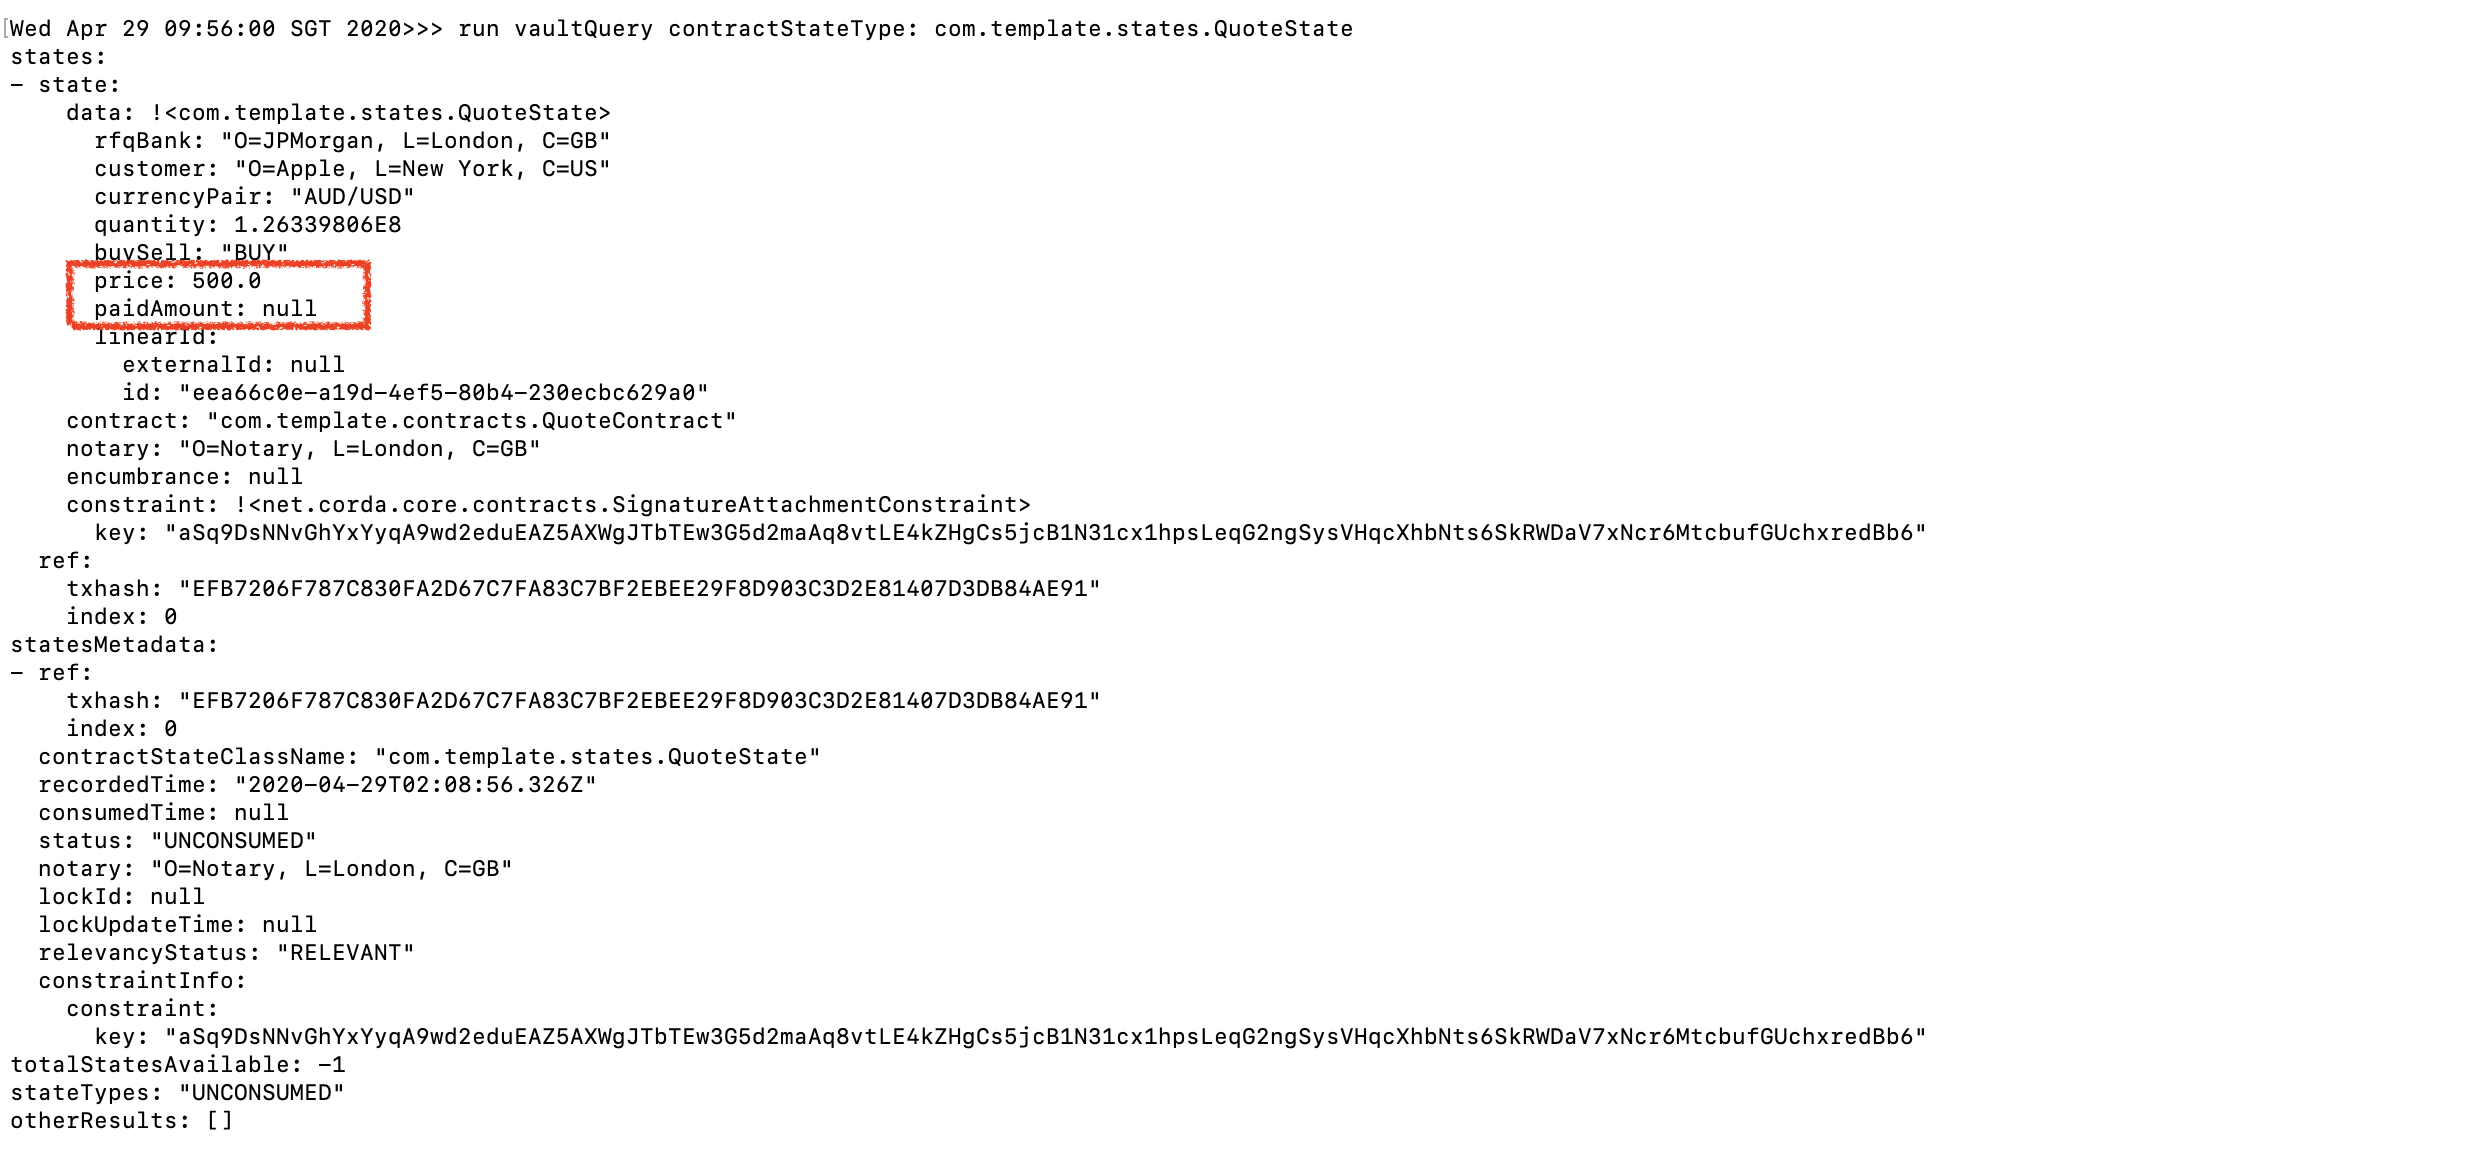 Wed Apr 29 09:56:00 SGT 2020>>> run vaultQuery contractStateType: com.template.states.QuoteState
states:
– state:
data: !<com.template.states.QuoteState>
rfqBank: "O=JPMorgan, L=London, C=GB"
customer: "O=Apple, L=New York, C=US"
currencyPair: "AUD/USD"
quantity: 1.26339806E8
buySell: "BUY"
price: 500.0
paidAmount: null
linearId:
externalId: null
id: "eea66c0e–a19d–4ef5–80b4–230ecbc629a0"
contract: "com.template.contracts.QuoteContract"
notary: "O=Notary, L=London, C=GB"
encumbrance: null
constraint: !<net.corda.core.contracts.SignatureAttachmentConstraint>
key: "aSq9DsNNvGhYxYyqA9wd2eduEAZ5AXWgJTbTEw3G5d2maAq8vtLE4kZHgCs5jcB1N31cx1hpsLeqG2ngSysVHqcXhbNts6SkRWDaV7xNcr6MtcbufGUchxredBb6"
ref:
txhash: "EFB7206F787C830FA2D67C7FA83C7BF2EBEE29F8D903C3D2E81407D3DB84AE91"
index: 0
statesMetadata:
– ref:
txhash: "EFB7206F787C830FA2D67C7FA83C7BF2EBEE29F8D903C3D2E81407D3DB84AE91"
index: 0
contractStateClassName: "com.template.states.QuoteState"
recordedTime: "2020–04–29T02:08:56.326Z"
consumedTime: null
status: "UNCONSUMED"
notary: "O=Notary, L=London, C=GB"
lockId: null
lockUpdateTime: null
relevancyStatus: "RELEVANT"
constraintInfo:
constraint:
key: "aSq9DsNNvGhYxYyqA9wd2eduEAZ5AXWgJTbTEw3G5d2maAq8vtLE4kZHgCs5jcB1N31cx1hpsLeqG2ngSysVHqcXhbNts6SkRWDaV7xNcr6MtcbufGUchxredBb6"
totalStatesAvailable: –1
stateTypes: "UNCONSUMED"
otherResults: []